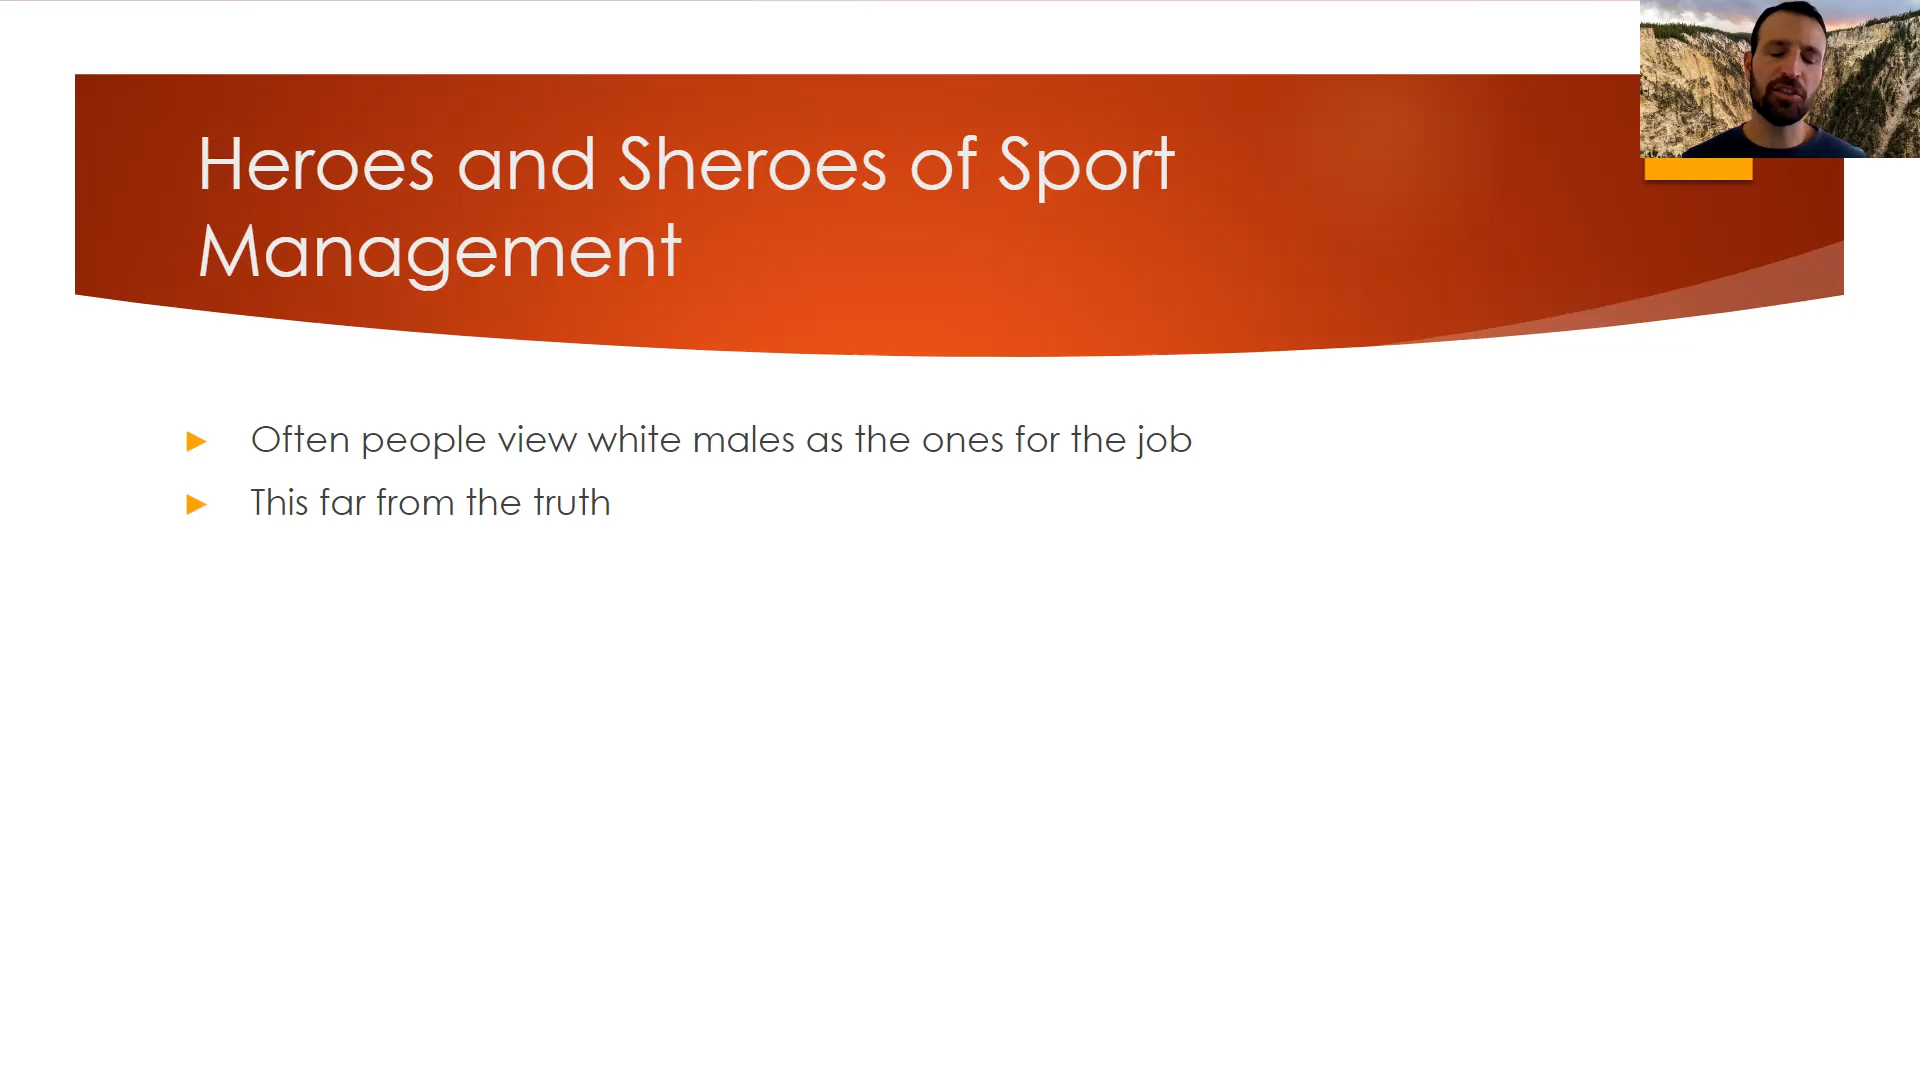 Heroes and Sheroes of Sport
Management
Often people view white males as the ones for the job
This far from the truth